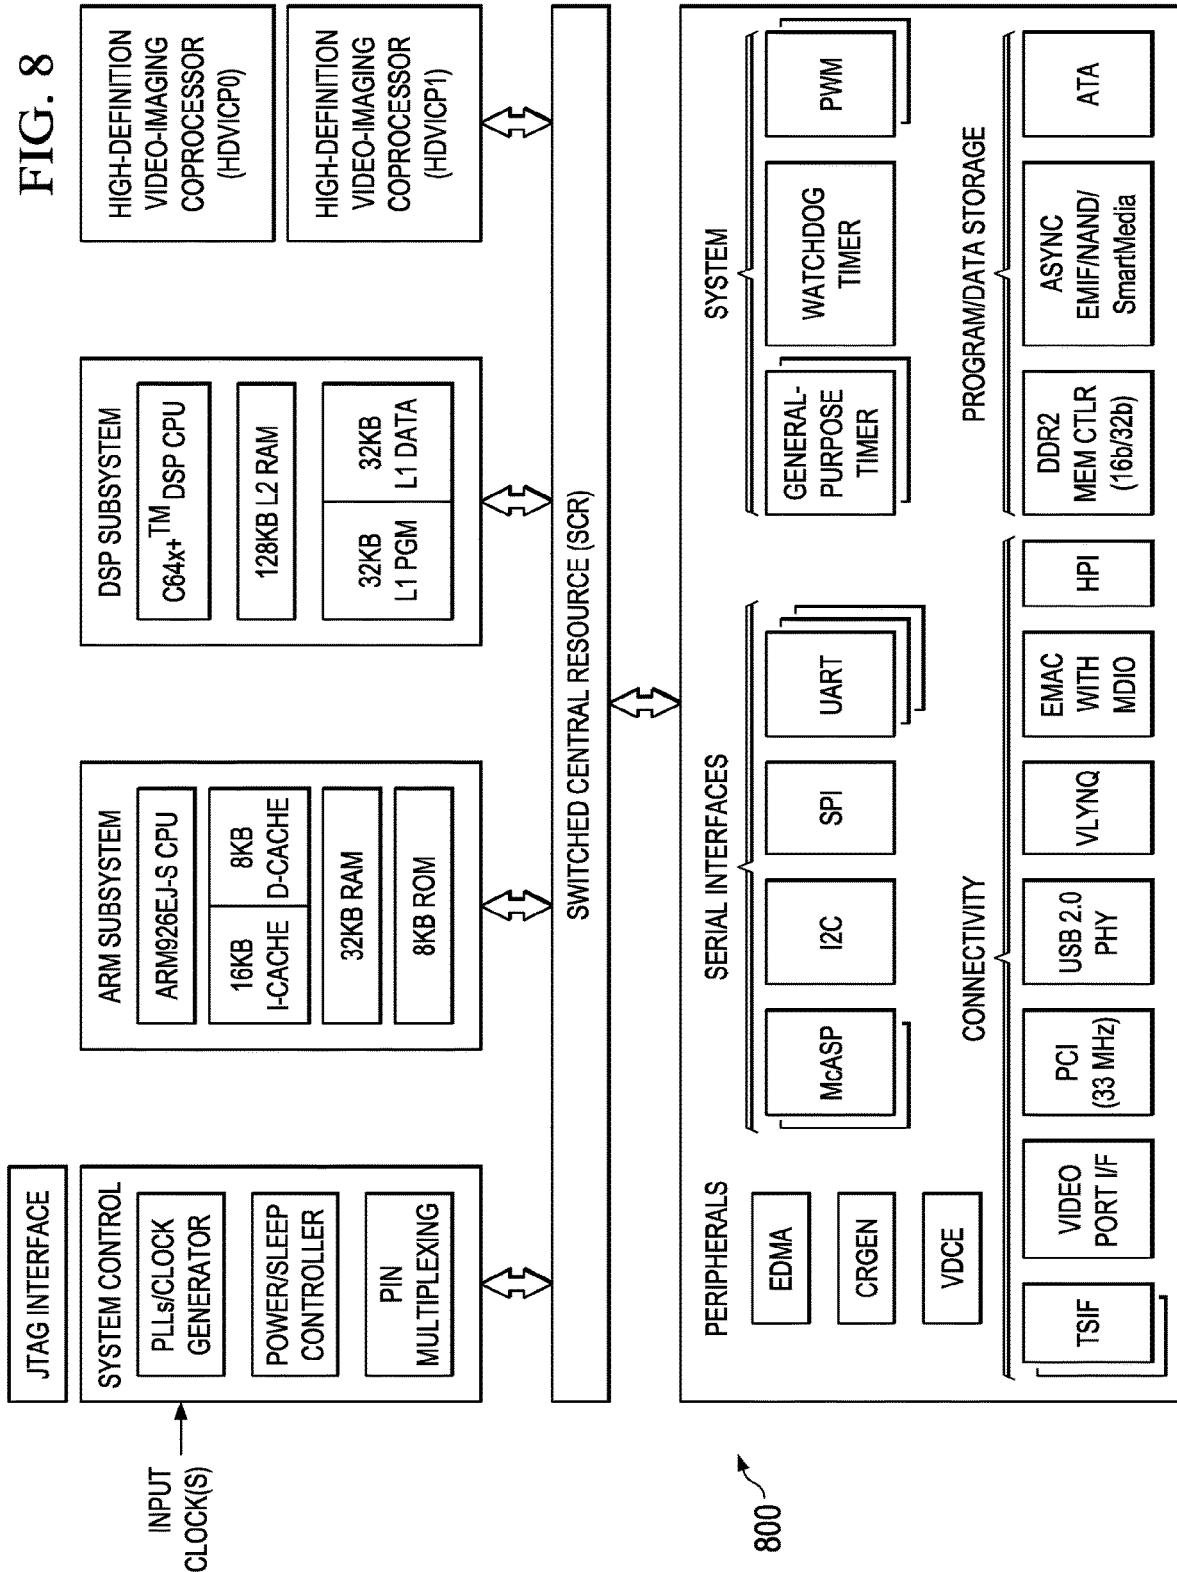 FIG. 8
JTAG INTERFACE
INPUT
CLOCK(S)
SYSTEM CONTROL
PLLs/CLOCK
GENERATOR
POWER/SLEEP
CONTROLLER
PIN
MULTIPLEXING
ARM SUBSYSTEM
ARM926EJ-S CPU
16KB
I-CACHE
8KB
D-CACHE
32KB RAM
8KB ROM
DSP SUBSYSTEM
C64x+™ DSP CPU
128KB L2 RAM
32KB
L1 PGM
32KB
L1 DATA
HIGH-DEFINITION
VIDEO-IMAGING
COPROCESSOR
(HDVICP0)
HIGH-DEFINITION
VIDEO-IMAGING
COPROCESSOR
(HDVICP1)
SWITCHED CENTRAL RESOURCE (SCR)
800
PERIPHERALS
EDMA
CRGEN
VDCE
SERIAL INTERFACES
McASP
I2C
SPI
UART
SYSTEM
GENERAL-
PURPOSE
TIMER
WATCHDOG
TIMER
PWM
CONNECTIVITY
TSIF
VIDEO
PORT I/F
PCI
(33 MHz)
USB 2.0
PHY
VLYNQ
EMAC
WITH
MDIO
HPI
PROGRAM/DATA STORAGE
DDR2
MEM CTLR
(16b/32b)
ASYNC
EMIF/NAND/
SmartMedia
ATA